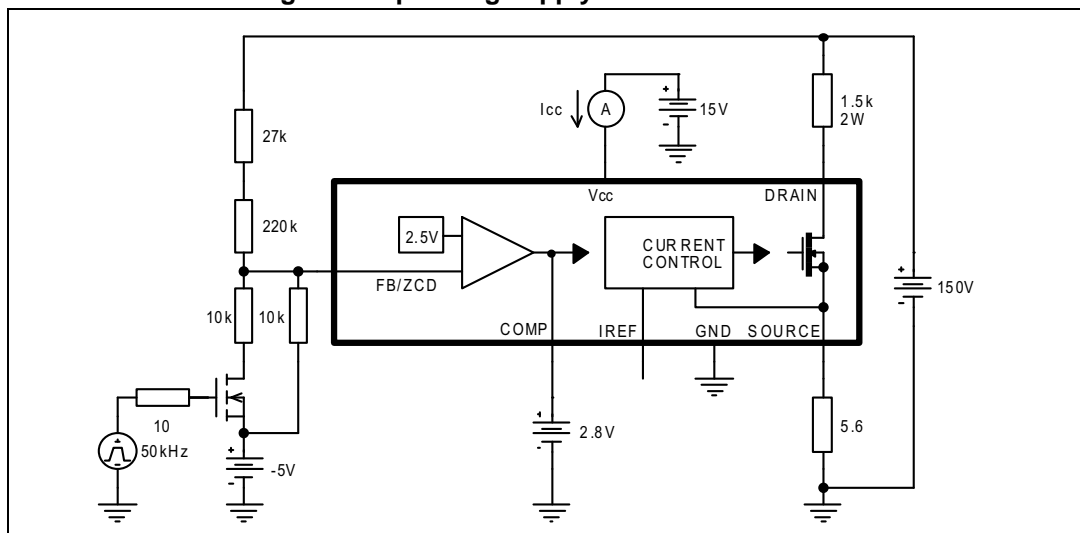 27k
220k
10k
10k
10
50kHz
-5V
Icc
A
15V
1.5k
2W
Vcc
DRAIN
2.5V
FB/ZCD
CURRENT
CONTROL
COMP
IREF
GND
SOURCE
2.8V
5.6
150V